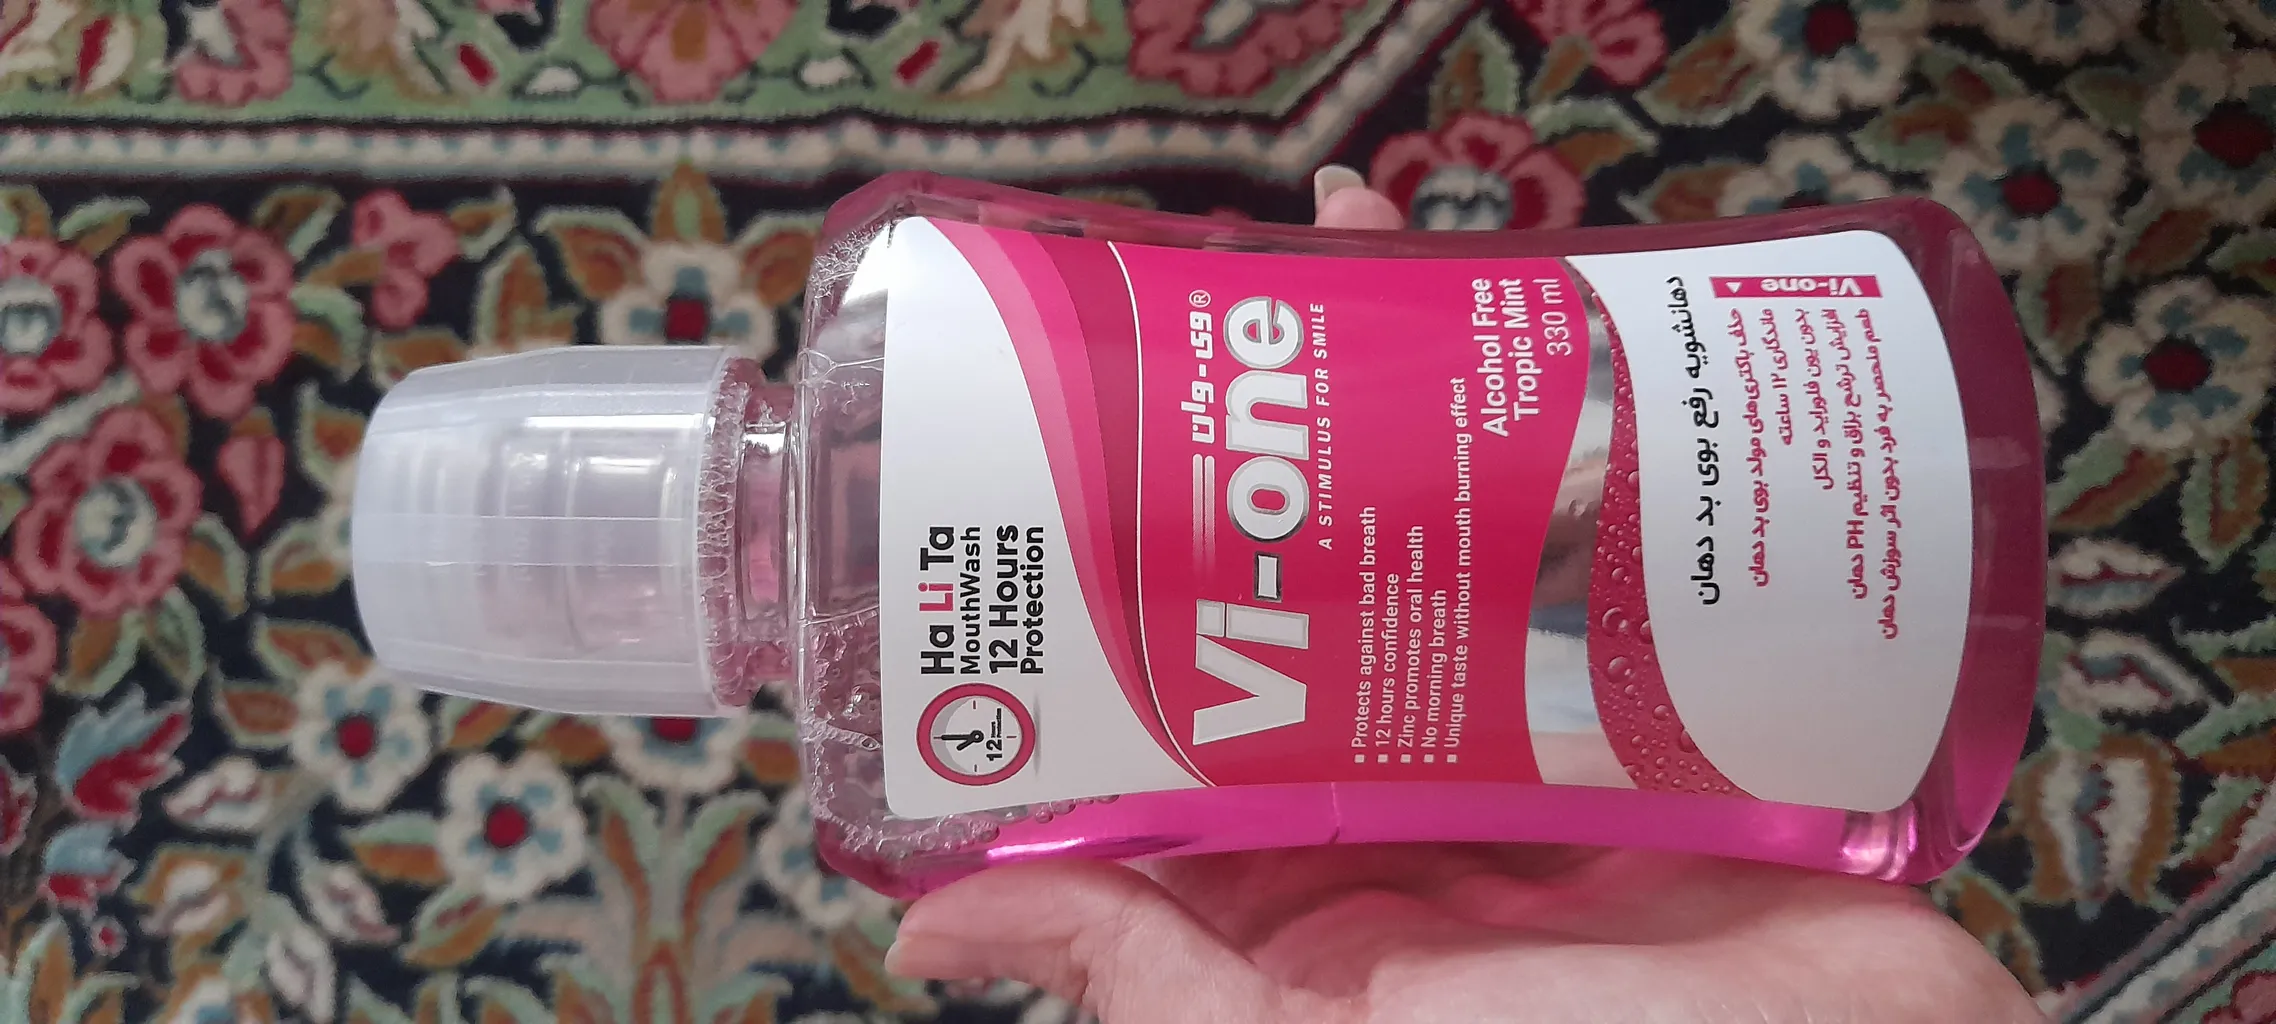 Ha Li Ta
MouthWash
12 Hours
Protection
12
وی-وان®
Vi-one
A STIMULUS FOR SMILE
Protects against bad breath
12 hours confidence
Zinc promotes oral health
No morning breath
Unique taste without mouth burning effect
Alcohol Free
Tropic Mint
330 ml
دهانشویه رفع بوی بد دهان
Vi-one
حذف باکتری‌های مولد بوی بد دهان
ماندگاری ۱۲ ساعته
بدون یون فلوراید و الکل
افزایش ترشح بزاق و تنظیم PH دهان
طعم منحصر به فرد بدون اثر سوزش دهان